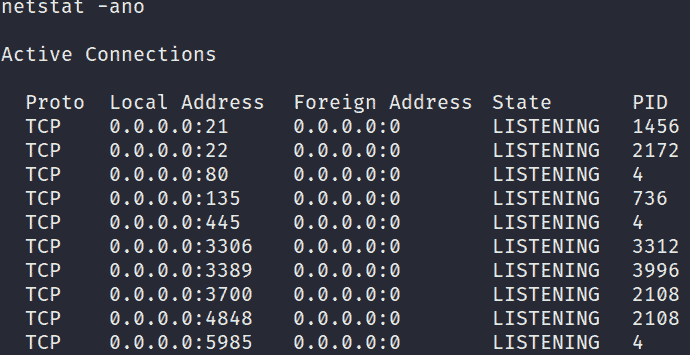 netstat -ano
Active Connections
Proto Local Address Foreign Address State PID
TCP 0.0.0.0:21 0.0.0.0:0 LISTENING 1456
TCP 0.0.0.0:22 0.0.0.0:0 LISTENING 2172
TCP 0.0.0.0:80 0.0.0.0:0 LISTENING 4
TCP 0.0.0.0:135 0.0.0.0:0 LISTENING 736
TCP 0.0.0.0:445 0.0.0.0:0 LISTENING 4
TCP 0.0.0.0:3306 0.0.0.0:0 LISTENING 3312
TCP 0.0.0.0:3389 0.0.0.0:0 LISTENING 3996
TCP 0.0.0.0:3700 0.0.0.0:0 LISTENING 2108
TCP 0.0.0.0:4848 0.0.0.0:0 LISTENING 2108
TCP 0.0.0.0:5985 0.0.0.0:0 LISTENING 4